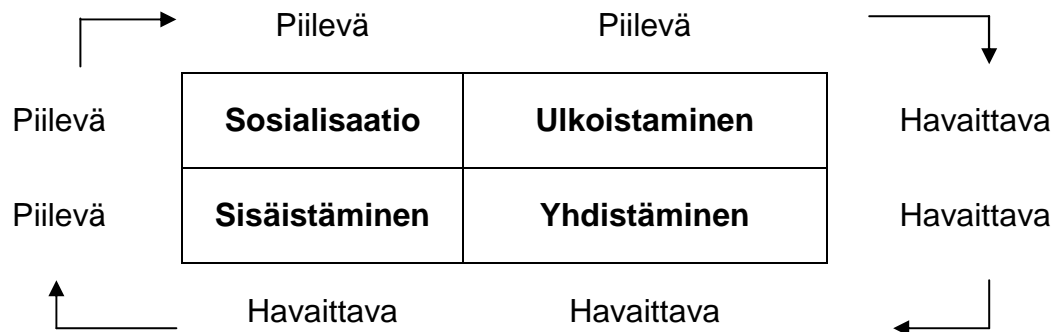 Piilevä Piilevä
Piilevä Sosialisaatio Ulkoistaminen Havaittava
Piilevä Sisäistäminen Yhdistäminen Havaittava
Havaittava Havaittava